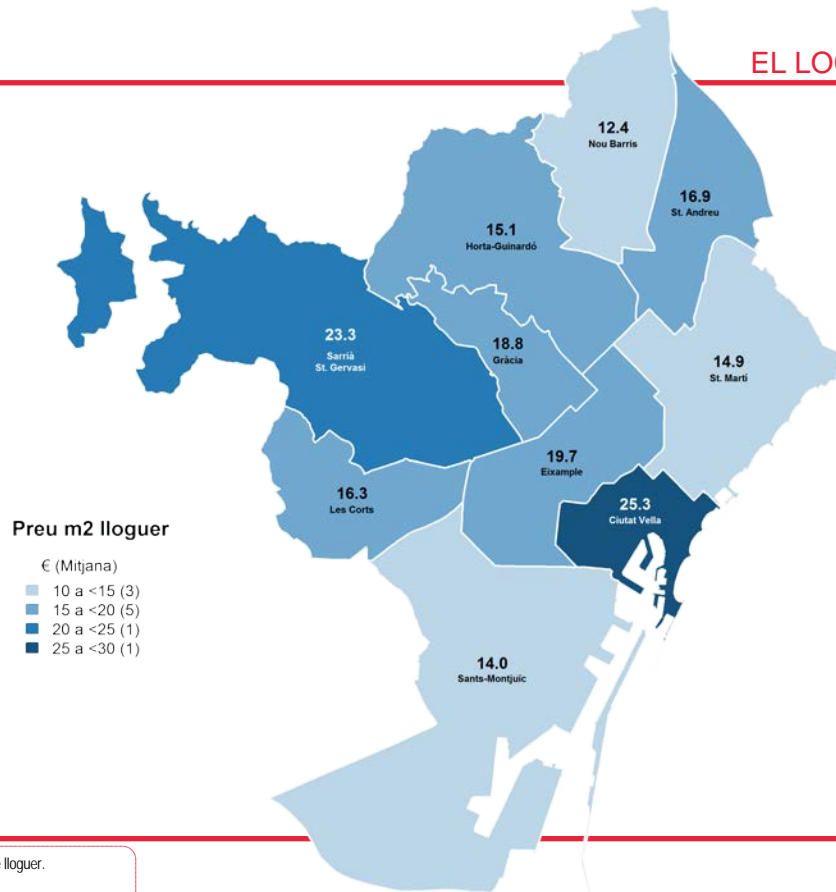 EL LOC
12.4
Nou Barris
16.9
St. Andreu
15.1
Horta-Guinardó
23.3
Sarrià
St. Gervasi
18.8
Gràcia
14.9
St. Martí
19.7
Eixample
16.3
Les Corts
25.3
Ciutat Vella
Preu m2 lloguer
€ (Mitjana)
10 a <15 (3)
15 a <20 (5)
20 a <25 (1)
25 a <30 (1)
14.0
Sants-Montjuïc
lloguer.